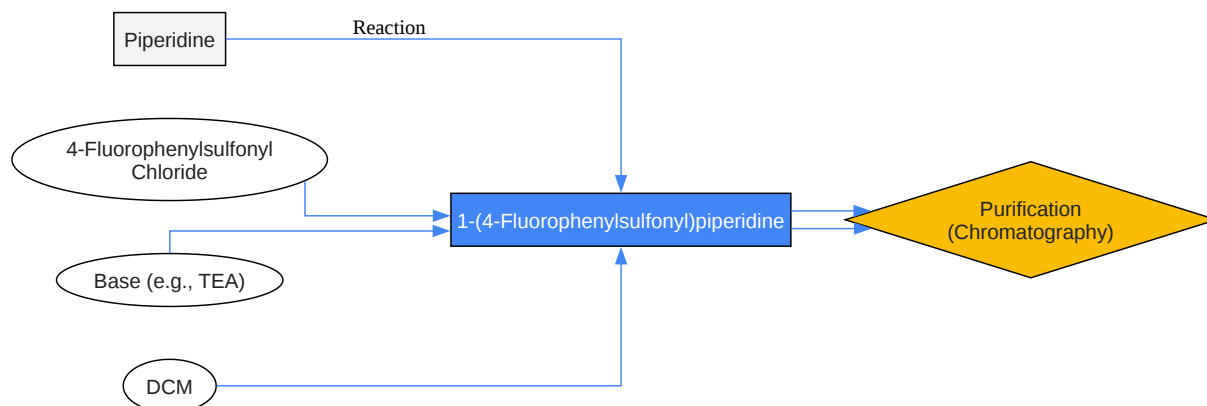 Piperidine
Reaction
4-Fluorophenylsulfonyl
Chloride
1-(4-Fluorophenylsulfonyl)piperidine
Purification
(Chromatography)
Base (e.g., TEA)
DCM